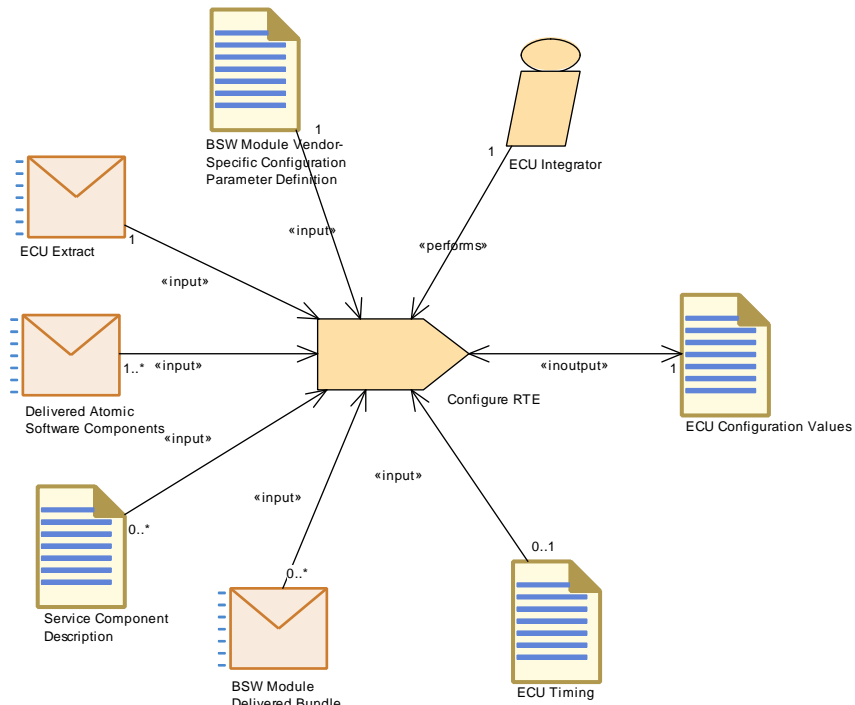 1
BSW Module Vendor-
Specific Configuration
Parameter Definition
1
ECU Integrator
ECU Extract
1
«input»
«performs»
«input»
1..*
«input»
Delivered Atomic
Software Components
Configure RTE
«inoutput»
1
ECU Configuration Values
«input»
«input»
«input»
0..*
Service Component
Description
0..*
BSW Module
Delivered Bundle
0..1
ECU Timing